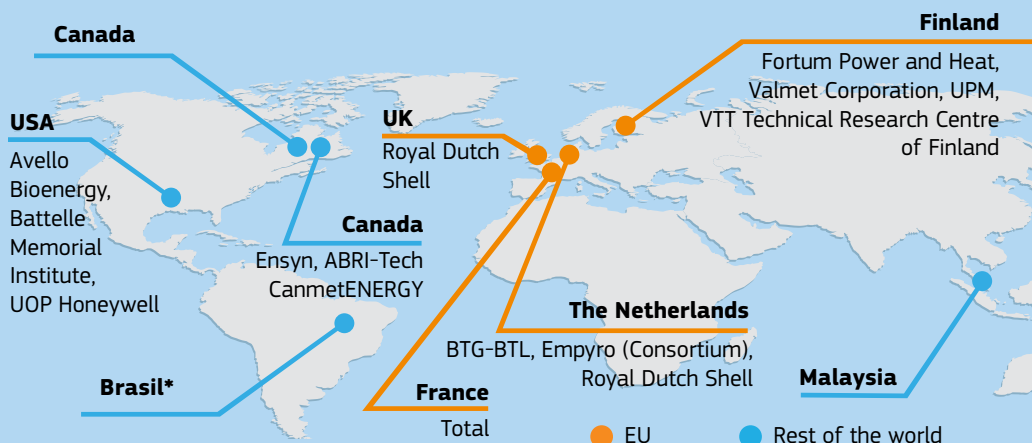 Canada
Finland
Fortum Power and Heat,
Valmet Corporation, UPM,
VTT Technical Research Centre
of Finland
USA
Avello
Bioenergy,
Battelle
Memorial
Institute,
UOP Honeywell
UK
Royal Dutch
Shell
Canada
Ensyn, ABRI-Tech
CanmetENERGY
The Netherlands
BTG-BTL, Empyro (Consortium),
Royal Dutch Shell
Brasil*
France
Total
Malaysia
EU
Rest of the world